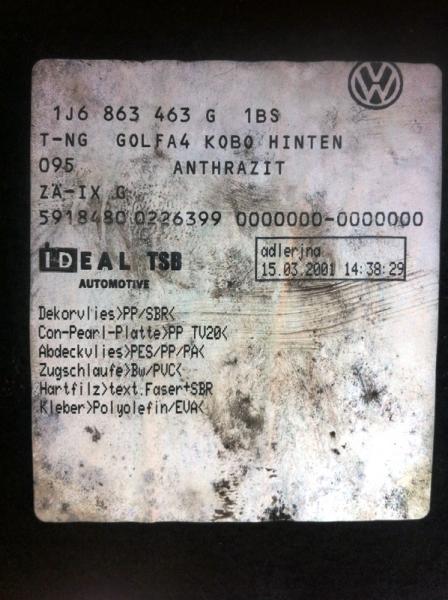 VW
1J6 863 463 G 1BS
T-NG GOLFA4 KOBO HINTEN
095 ANTHRAZIT
ZA-IX G
5918480 0226399 0000000-0000000
IDEAL TSB
AUTOMOTIVE
adlerjna
15.03.2001 14:38:29
Dekorvlies>PP/SBR<
Con-Pearl-Platte>PP TV20<
Abdeckvlies>PES/PP/PA<
Zugschlaufe>Bw/PVC<
Hartfilz>text.Faser+SBR
Kleber>Polyolefin/EVA<